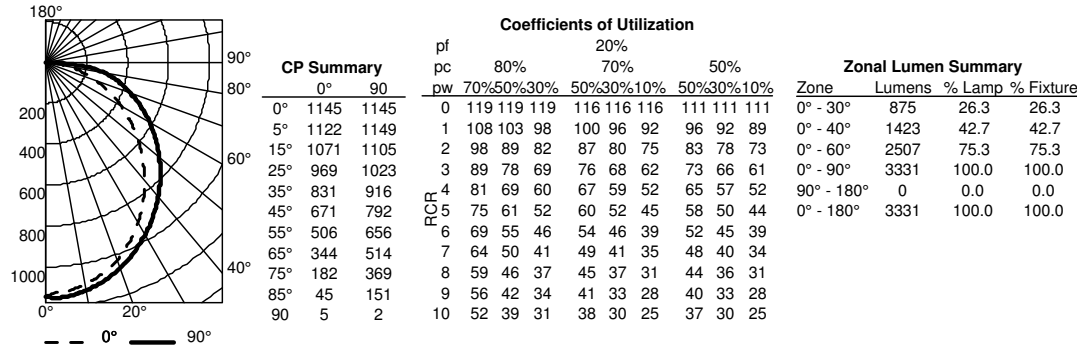 180°
90°
80°
200
400
60°
600
800
1000
40°
0°
20°
0°
90°
CP Summary
0° 90
0° 1145 1145
5° 1122 1149
15° 1071 1105
25° 969 1023
35° 831 916
45° 671 792
55° 506 656
65° 344 514
75° 182 369
85° 45 151
90 5 2
Coefficients of Utilization
pf 20%
pc 80% 70% 50%
pw 70%50%30% 50%30%10% 50%30%10%
RCR
0 119 119 119 116 116 116 111 111 111
1 108 103 98 100 96 92 96 92 89
2 98 89 82 87 80 75 83 78 73
3 89 78 69 76 68 62 73 66 61
4 81 69 60 67 59 52 65 57 52
5 75 61 52 60 52 45 58 50 44
6 69 55 46 54 46 39 52 45 39
7 64 50 41 49 41 35 48 40 34
8 59 46 37 45 37 31 44 36 31
9 56 42 34 41 33 28 40 33 28
10 52 39 31 38 30 25 37 30 25
Zonal Lumen Summary
Zone Lumens % Lamp % Fixture
0° - 30° 875 26.3 26.3
0° - 40° 1423 42.7 42.7
0° - 60° 2507 75.3 75.3
0° - 90° 3331 100.0 100.0
90° - 180° 0 0.0 0.0
0° - 180° 3331 100.0 100.0